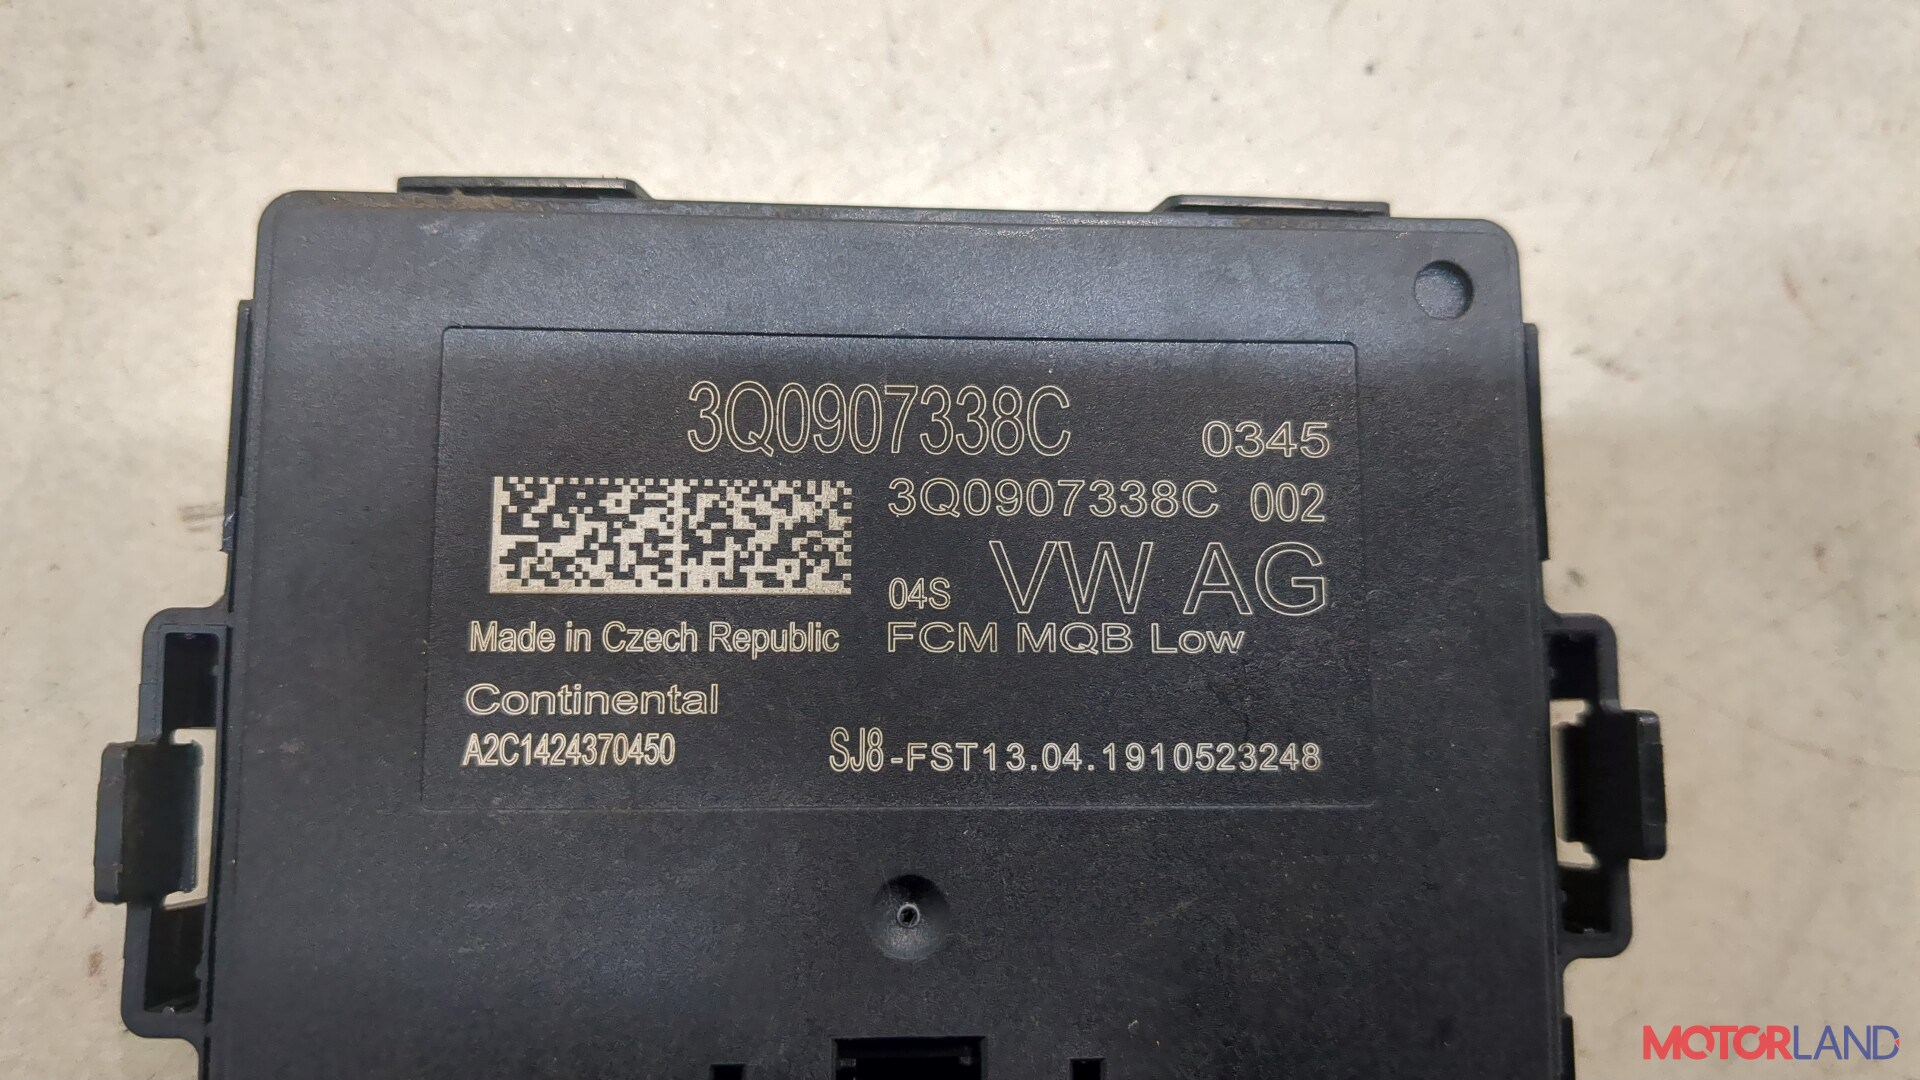 3Q0907338C
0345
3Q0907338C 002
04S VW AG
Made in Czech Republic
FCM MQB Low
Continental
A2C1424370450
SJ8-FST13.04.1910523248
MOTORLAND